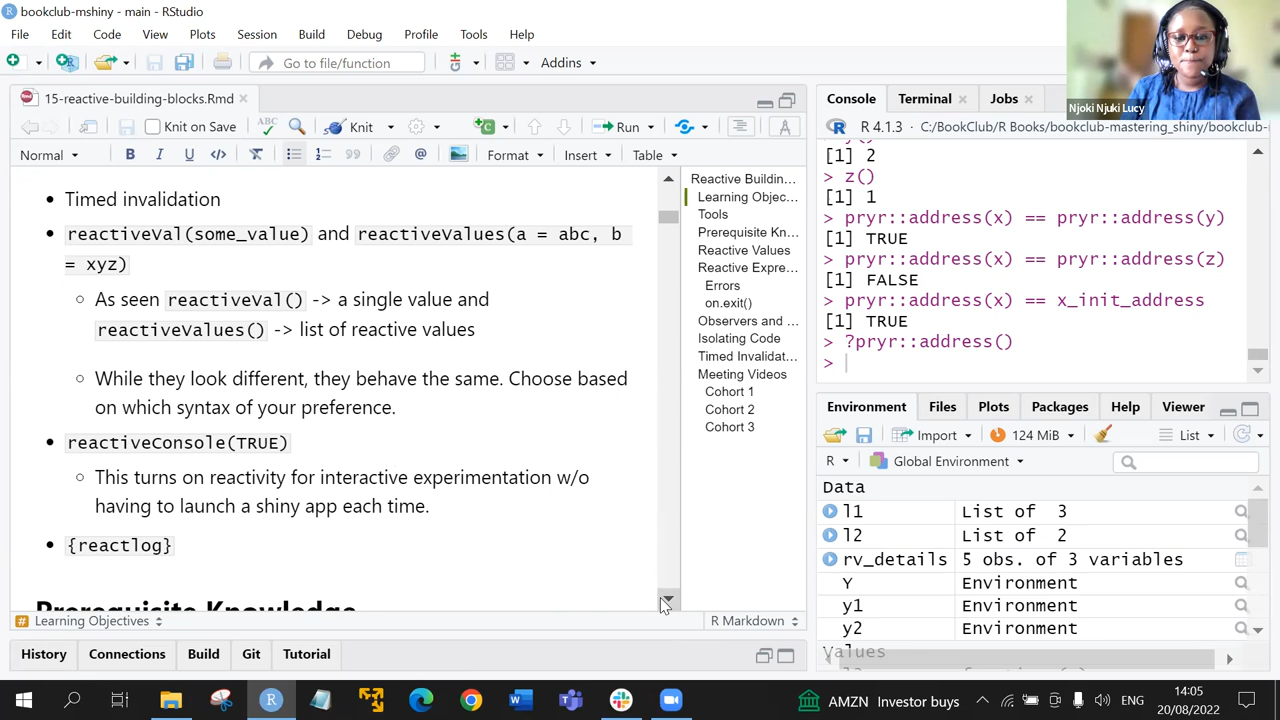 bookclub-mshiny - main - RStudio
File Edit Code View Plots Session Build Debug Profile Tools Help
Go to file/function
Addins
15-reactive-building-blocks.Rmd
Knit on Save
ABC
Knit
Run
Normal
B I U </>
Format
Insert
Table
Timed invalidation
reactiveVal(some_value) and reactiveValues(a = abc, b
= xyz)
As seen reactiveVal() -> a single value and
reactiveValues() -> list of reactive values
While they look different, they behave the same. Choose based
on which syntax of your preference.
reactiveConsole(TRUE)
This turns on reactivity for interactive experimentation w/o
having to launch a shiny app each time.
{reactlog}
Prerequisite Knowledge
Learning Objectives
R Markdown
Reactive Buildin...
Learning Objec...
Tools
Prerequisite Kn...
Reactive Values
Reactive Expre...
Errors
on.exit()
Observers and ...
Isolating Code
Timed Invalidat...
Meeting Videos
Cohort 1
Cohort 2
Cohort 3
History Connections Build Git Tutorial
Njoki Njuki Lucy
Console Terminal Jobs
R 4.1.3 · C:/BookClub/R Books/bookclub-mastering_shiny/bookclub-
[1] 2
> z()
[1] 1
> pryr::address(x) == pryr::address(y)
[1] TRUE
> pryr::address(x) == pryr::address(z)
[1] FALSE
> pryr::address(x) == x_init_address
[1] TRUE
> ?pryr::address()
>
Environment Files Plots Packages Help Viewer
Import 124 MiB List
R Global Environment
Data
l1 List of 3
l2 List of 2
rv_details 5 obs. of 3 variables
Y Environment
y1 Environment
y2 Environment
Values
AMZN Investor buys
ENG
14:05
20/08/2022